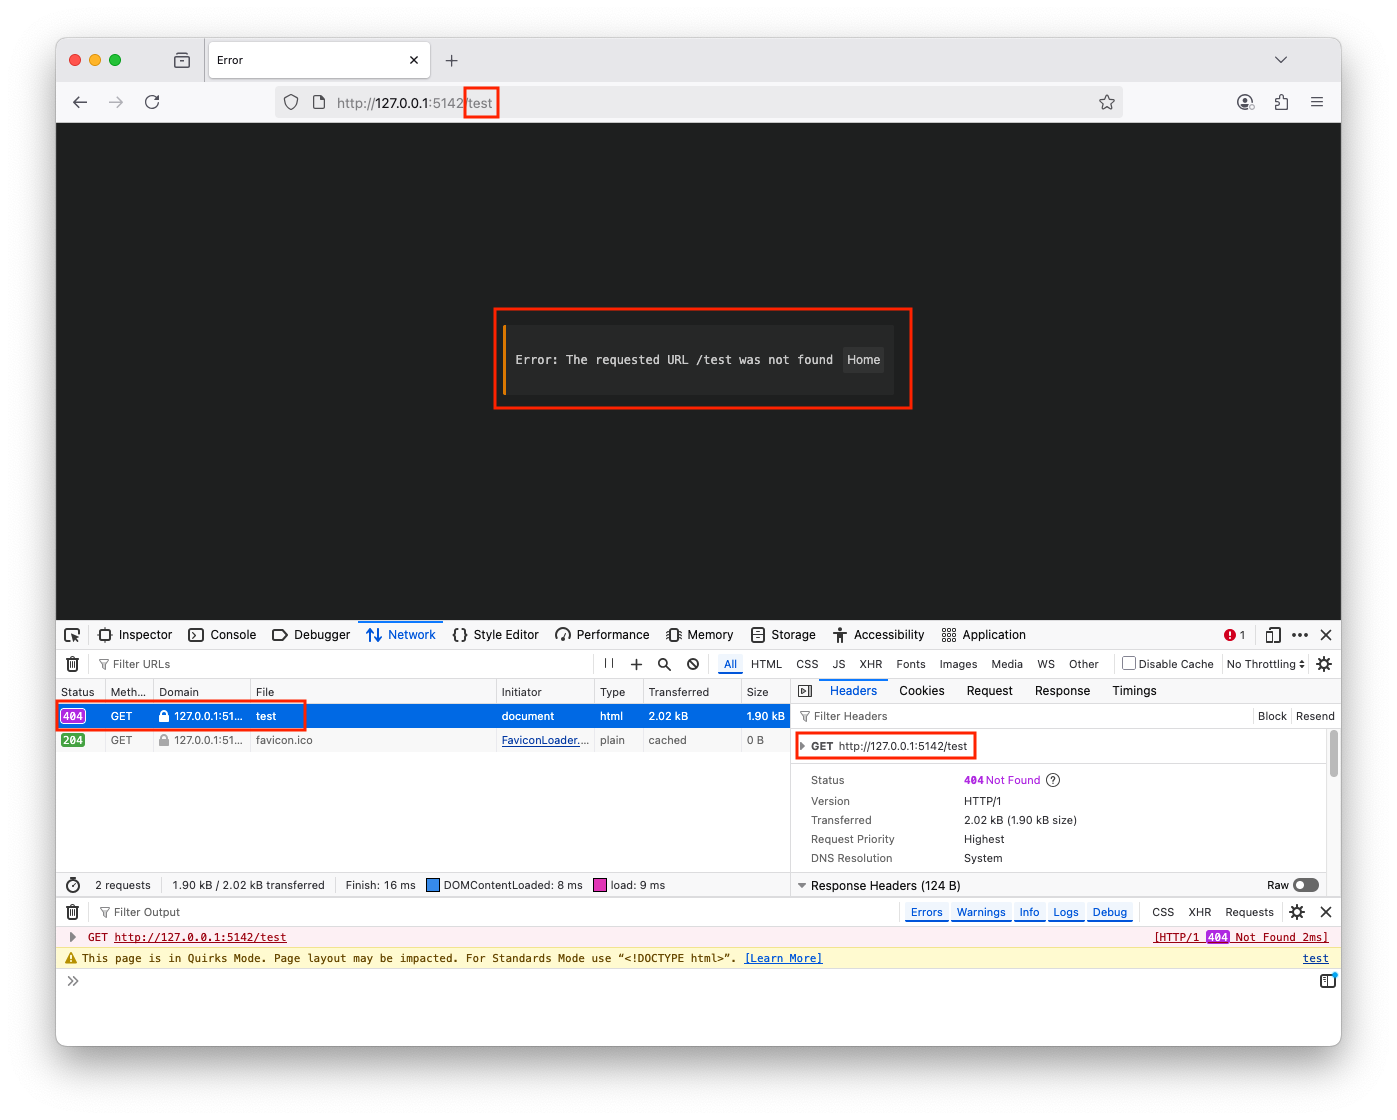 Error
http://127.0.0.1:5142/test
Error: The requested URL /test was not found Home
Inspector Console Debugger Network Style Editor Performance Memory Storage Accessibility Application 1
Filter URLs All HTML CSS JS XHR Fonts Images Media WS Other Disable Cache No Throttling
Status Meth... Domain File Initiator Type Transferred Size
404 GET 127.0.0.1:51... test document html 2.02 kB 1.90 kB
204 GET 127.0.0.1:51... favicon.ico FaviconLoader.... plain cached 0 B
Headers Cookies Request Response Timings
Filter Headers Block Resend
GET http://127.0.0.1:5142/test
Status 404 Not Found ?
Version HTTP/1
Transferred 2.02 kB (1.90 kB size)
Request Priority Highest
DNS Resolution System
Response Headers (124 B) Raw
2 requests 1.90 kB / 2.02 kB transferred Finish: 16 ms DOMContentLoaded: 8 ms load: 9 ms
Filter Output Errors Warnings Info Logs Debug CSS XHR Requests
GET http://127.0.0.1:5142/test [HTTP/1 404 Not Found 2ms]
This page is in Quirks Mode. Page layout may be impacted. For Standards Mode use “<!DOCTYPE html>”. [Learn More] test